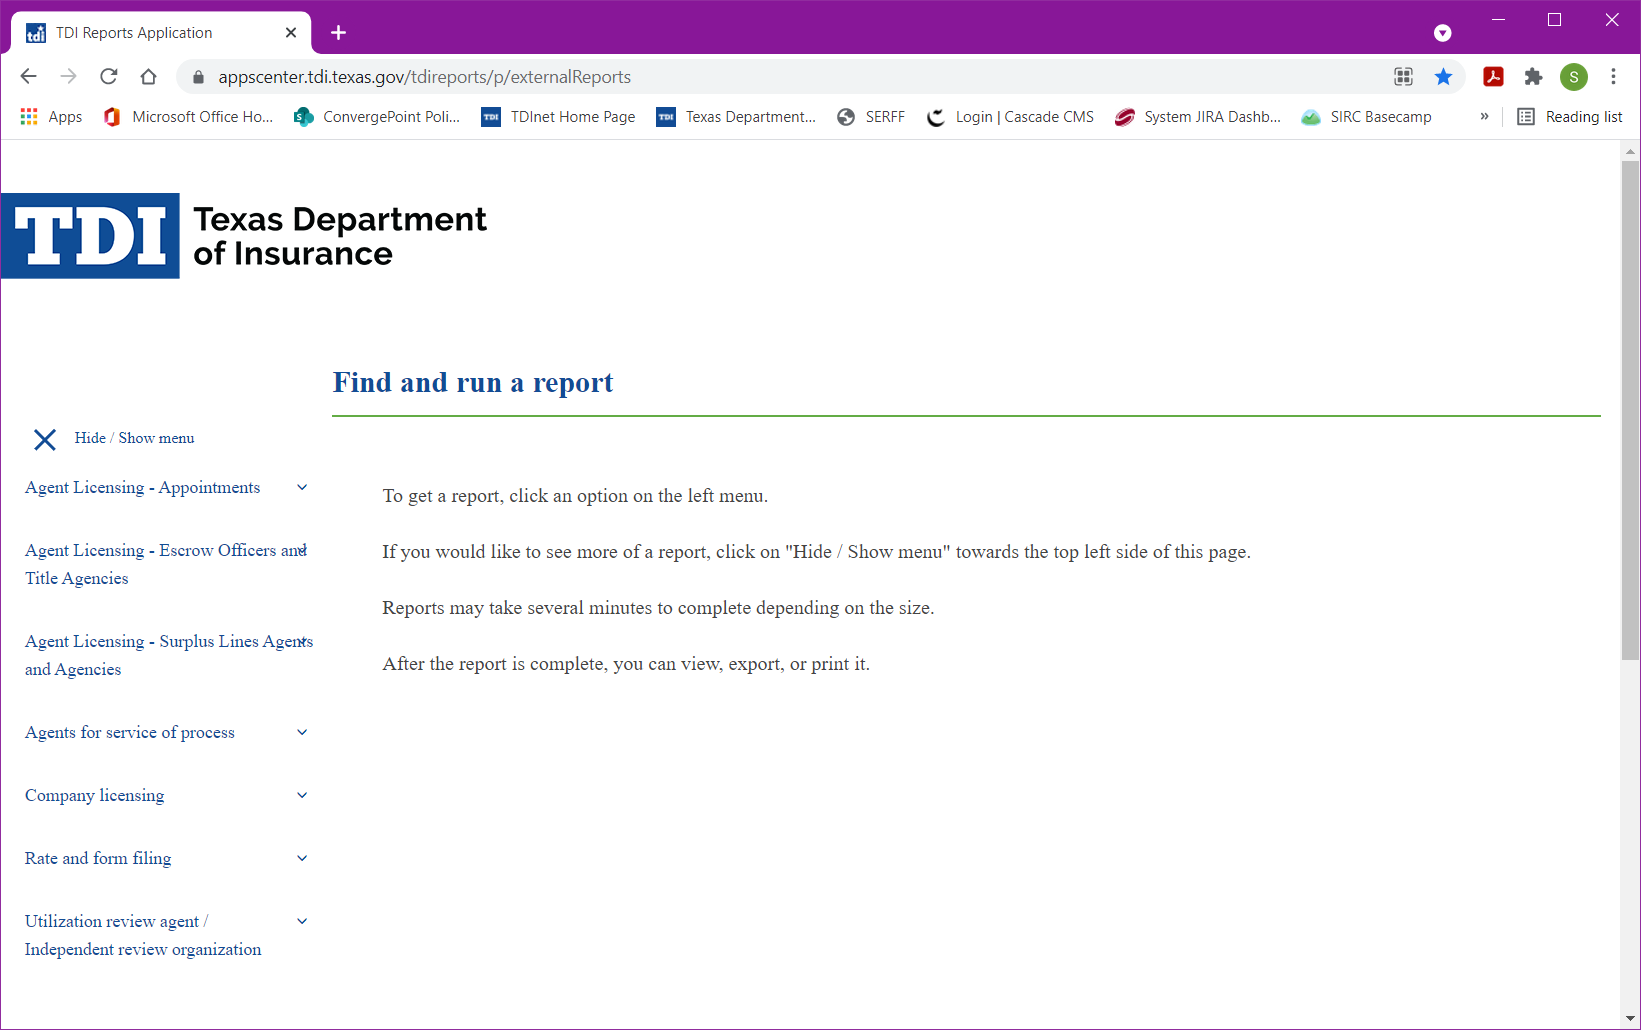 tdi TDI Reports Application
appscenter.tdi.texas.gov/tdireports/p/externalReports
S
Apps
Microsoft Office Ho...
S
ConvergePoint Poli...
TDI
TDInet Home Page
TDI
Texas Department...
SERFF
Login | Cascade CMS
System JIRA Dashb...
SIRC Basecamp
»
Reading list
TDI
Texas Department
of Insurance
Find and run a report
Hide / Show menu
Agent Licensing - Appointments
Agent Licensing - Escrow Officers and
Title Agencies
Agent Licensing - Surplus Lines Agents
and Agencies
Agents for service of process
Company licensing
Rate and form filing
Utilization review agent /
Independent review organization
To get a report, click an option on the left menu.
If you would like to see more of a report, click on "Hide / Show menu" towards the top left side of this page.
Reports may take several minutes to complete depending on the size.
After the report is complete, you can view, export, or print it.